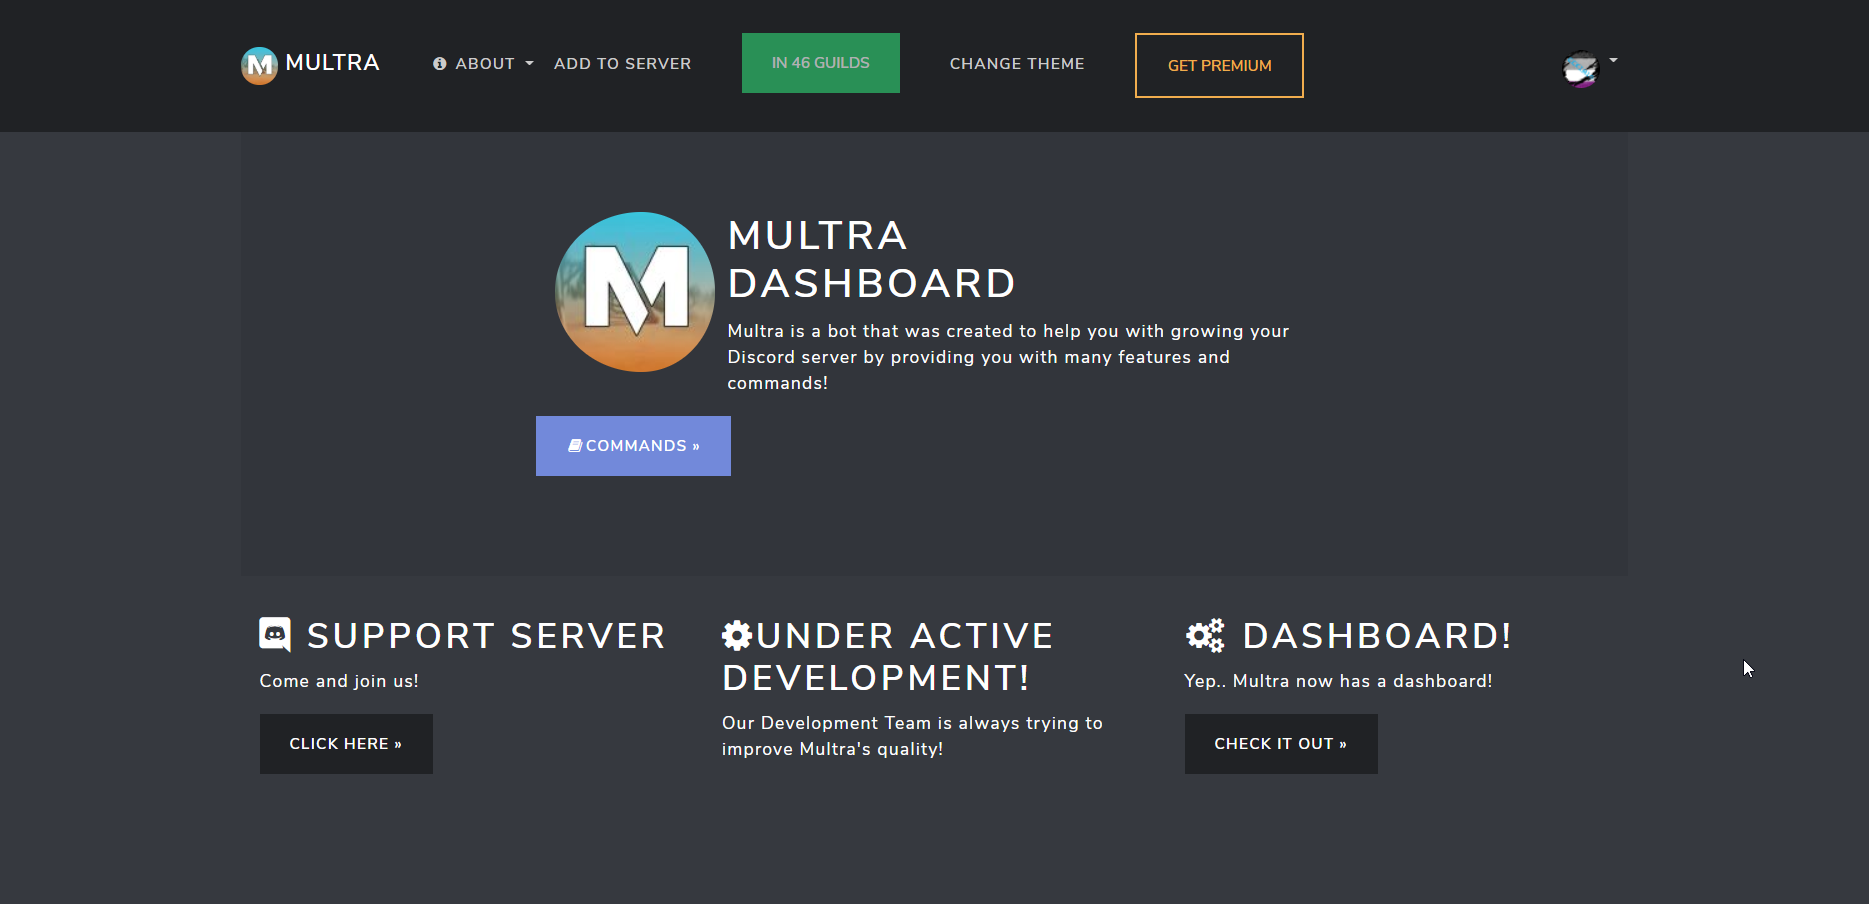 MULTRA
ABOUT
ADD TO SERVER
IN 46 GUILDS
CHANGE THEME
GET PREMIUM
M
MULTRA
DASHBOARD
Multra is a bot that was created to help you with growing your
Discord server by providing you with many features and
commands!
COMMANDS »
SUPPORT SERVER
Come and join us!
CLICK HERE »
UNDER ACTIVE
DEVELOPMENT!
Our Development Team is always trying to
improve Multra's quality!
DASHBOARD!
Yep.. Multra now has a dashboard!
CHECK IT OUT »